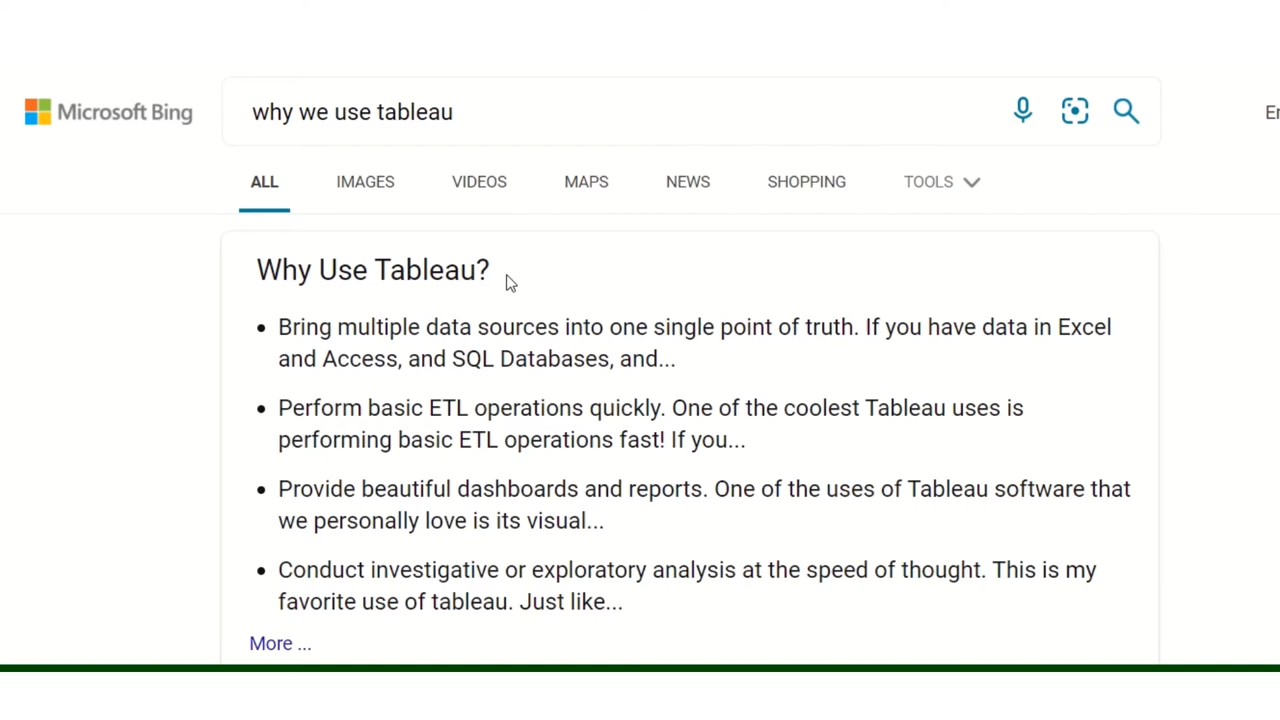 Microsoft Bing
why we use tableau
En
ALL IMAGES VIDEOS MAPS NEWS SHOPPING TOOLS
Why Use Tableau?
• Bring multiple data sources into one single point of truth. If you have data in Excel
and Access, and SQL Databases, and...
• Perform basic ETL operations quickly. One of the coolest Tableau uses is
performing basic ETL operations fast! If you...
• Provide beautiful dashboards and reports. One of the uses of Tableau software that
we personally love is its visual...
• Conduct investigative or exploratory analysis at the speed of thought. This is my
favorite use of tableau. Just like...
More ...